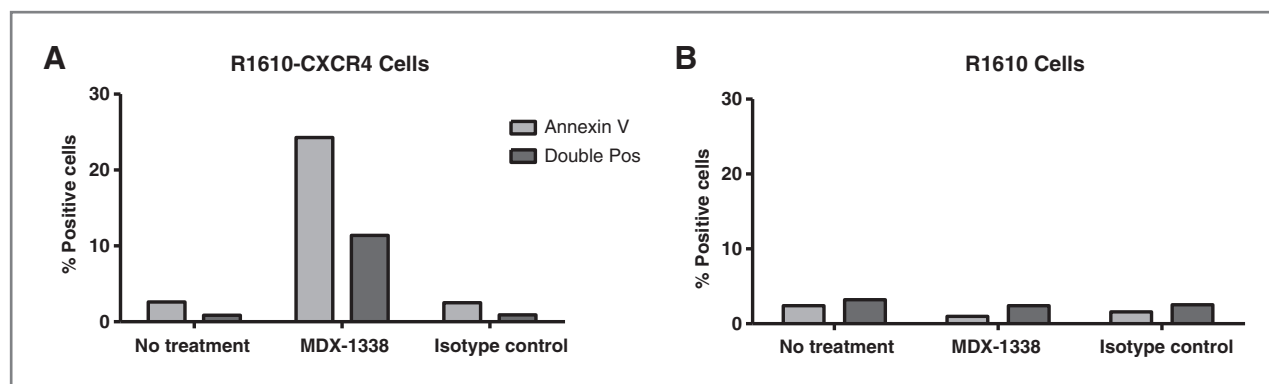 A
R1610-CXCR4 Cells
% Positive cells
30
20
10
0
Annexin V
Double Pos
No treatment
MDX-1338
Isotype control
B
R1610 Cells
% Positive cells
30
20
10
0
No treatment
MDX-1338
Isotype control